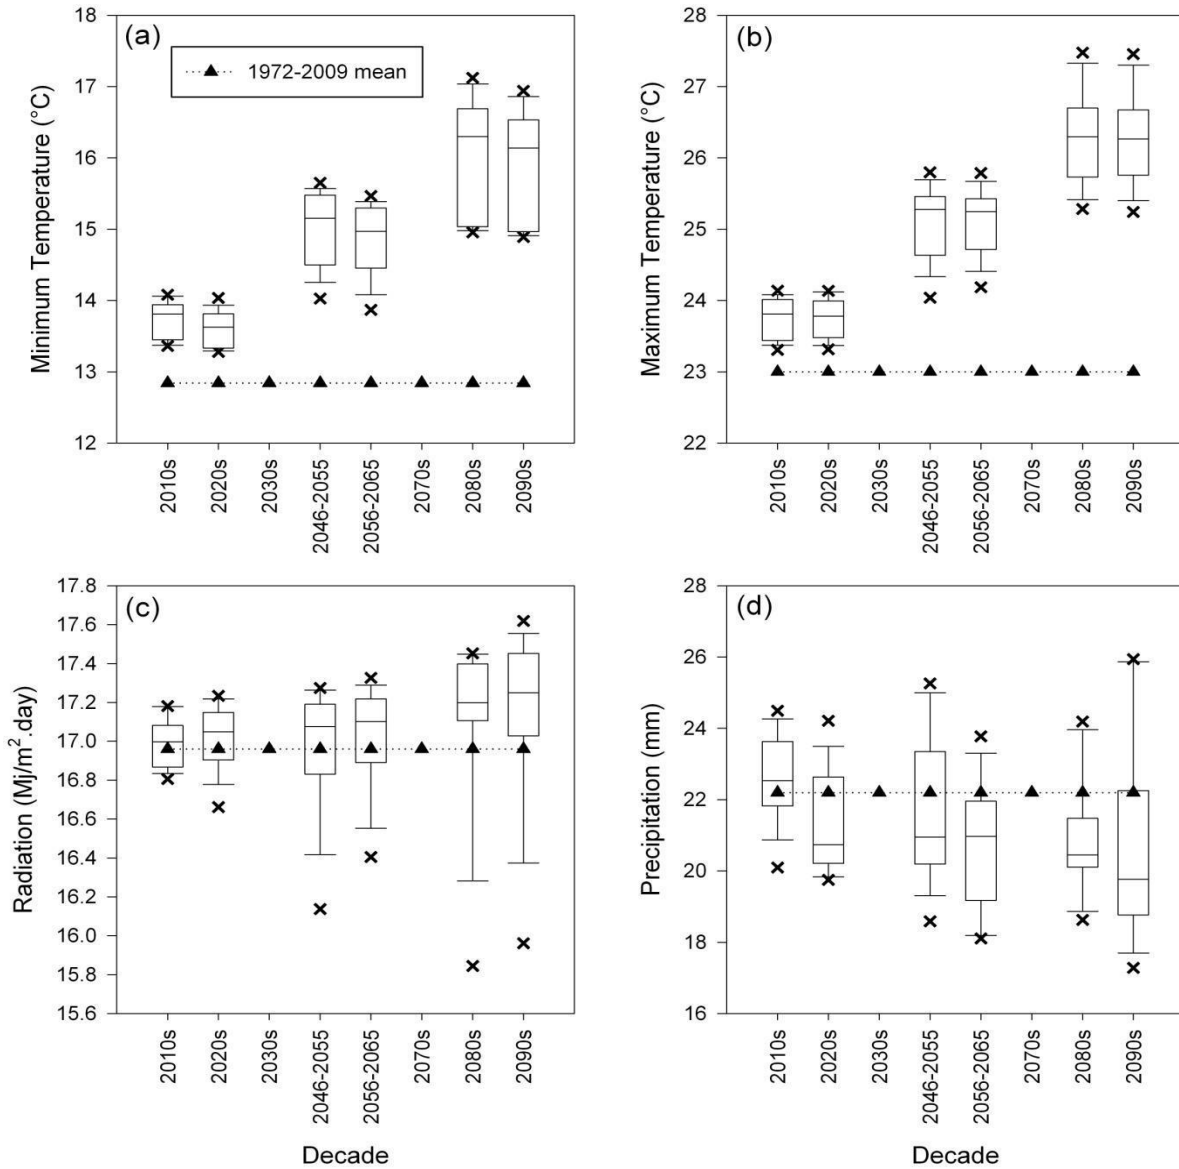 (a)
1972-2009 mean
Minimum Temperature (°C)
18
17
16
15
14
13
12
2010s
2020s
2030s
2046-2055
2056-2065
2070s
2080s
2090s
(b)
Maximum Temperature (°C)
28
27
26
25
24
23
22
2010s
2020s
2030s
2046-2055
2056-2065
2070s
2080s
2090s
(c)
Radiation (Mj/m².day)
17.8
17.6
17.4
17.2
17.0
16.8
16.6
16.4
16.2
16.0
15.8
15.6
2010s
2020s
2030s
2046-2055
2056-2065
2070s
2080s
2090s
Decade
(d)
Precipitation (mm)
28
26
24
22
20
18
16
2010s
2020s
2030s
2046-2055
2056-2065
2070s
2080s
2090s
Decade